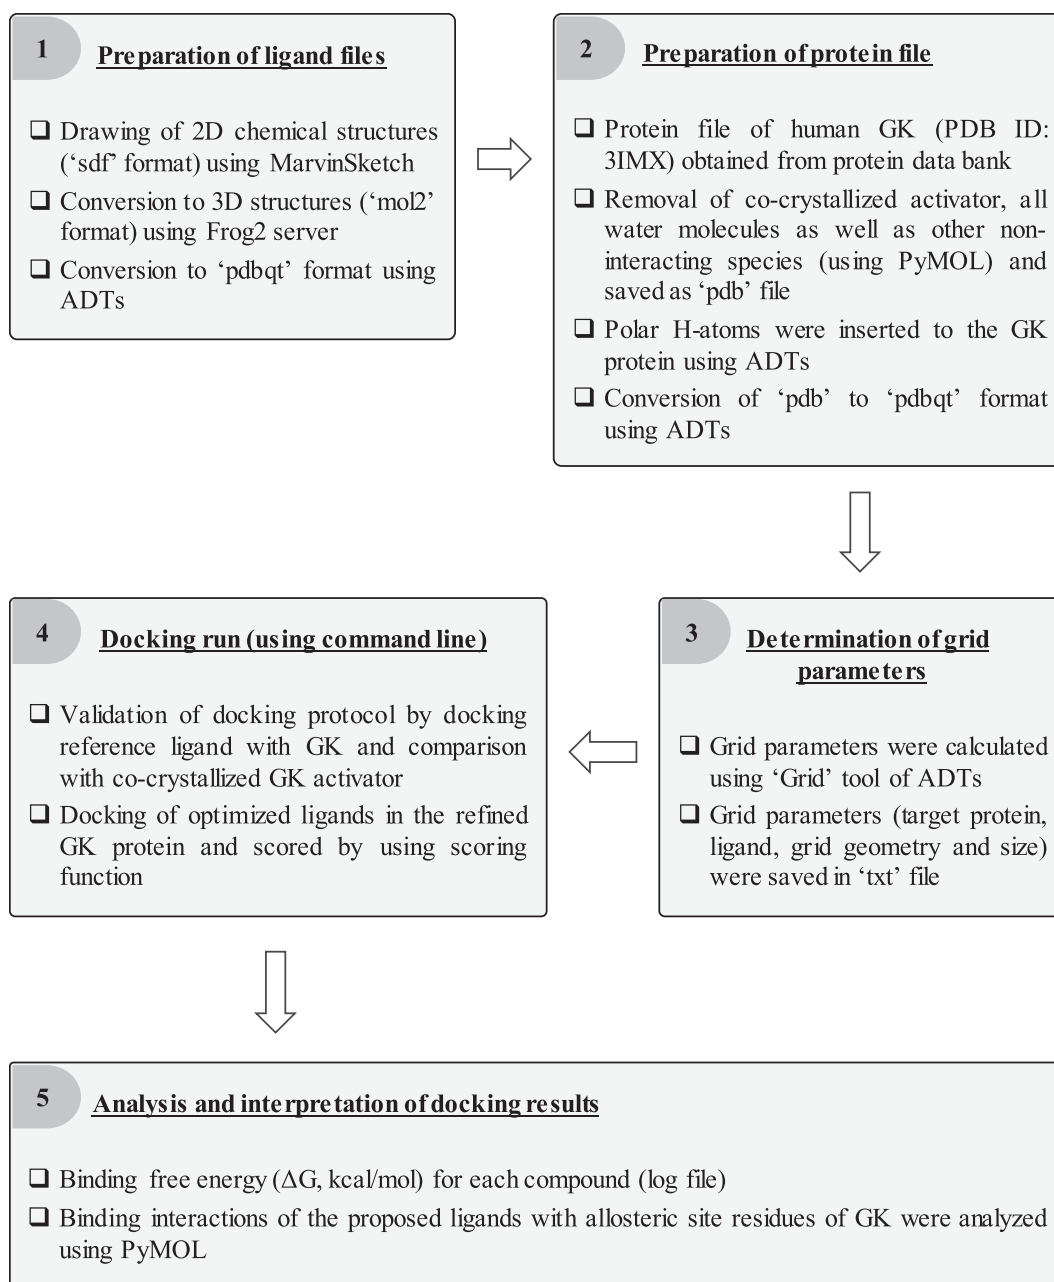 1
Preparation of ligand files
❑ Drawing of 2D chemical structures
(‘sdf’ format) using MarvinSketch
❑ Conversion to 3D structures (‘mol2’
format) using Frog2 server
❑ Conversion to ‘pdbqt’ format using
ADTs
2
Preparation of protein file
❑ Protein file of human GK (PDB ID:
3IMX) obtained from protein data bank
❑ Removal of co-crystallized activator, all
water molecules as well as other non-
interacting species (using PyMOL) and
saved as ‘pdb’ file
❑ Polar H-atoms were inserted to the GK
protein using ADTs
❑ Conversion of ‘pdb’ to ‘pdbqt’ format
using ADTs
3
Determination of grid
parameters
❑ Grid parameters were calculated
using ‘Grid’ tool of ADTs
❑ Grid parameters (target protein,
ligand, grid geometry and size)
were saved in ‘txt’ file
4
Docking run (using command line)
❑ Validation of docking protocol by docking
reference ligand with GK and comparison
with co-crystallized GK activator
❑ Docking of optimized ligands in the refined
GK protein and scored by using scoring
function
5
Analysis and interpretation of docking results
❑ Binding free energy (ΔG, kcal/mol) for each compound (log file)
❑ Binding interactions of the proposed ligands with allosteric site residues of GK were analyzed
using PyMOL